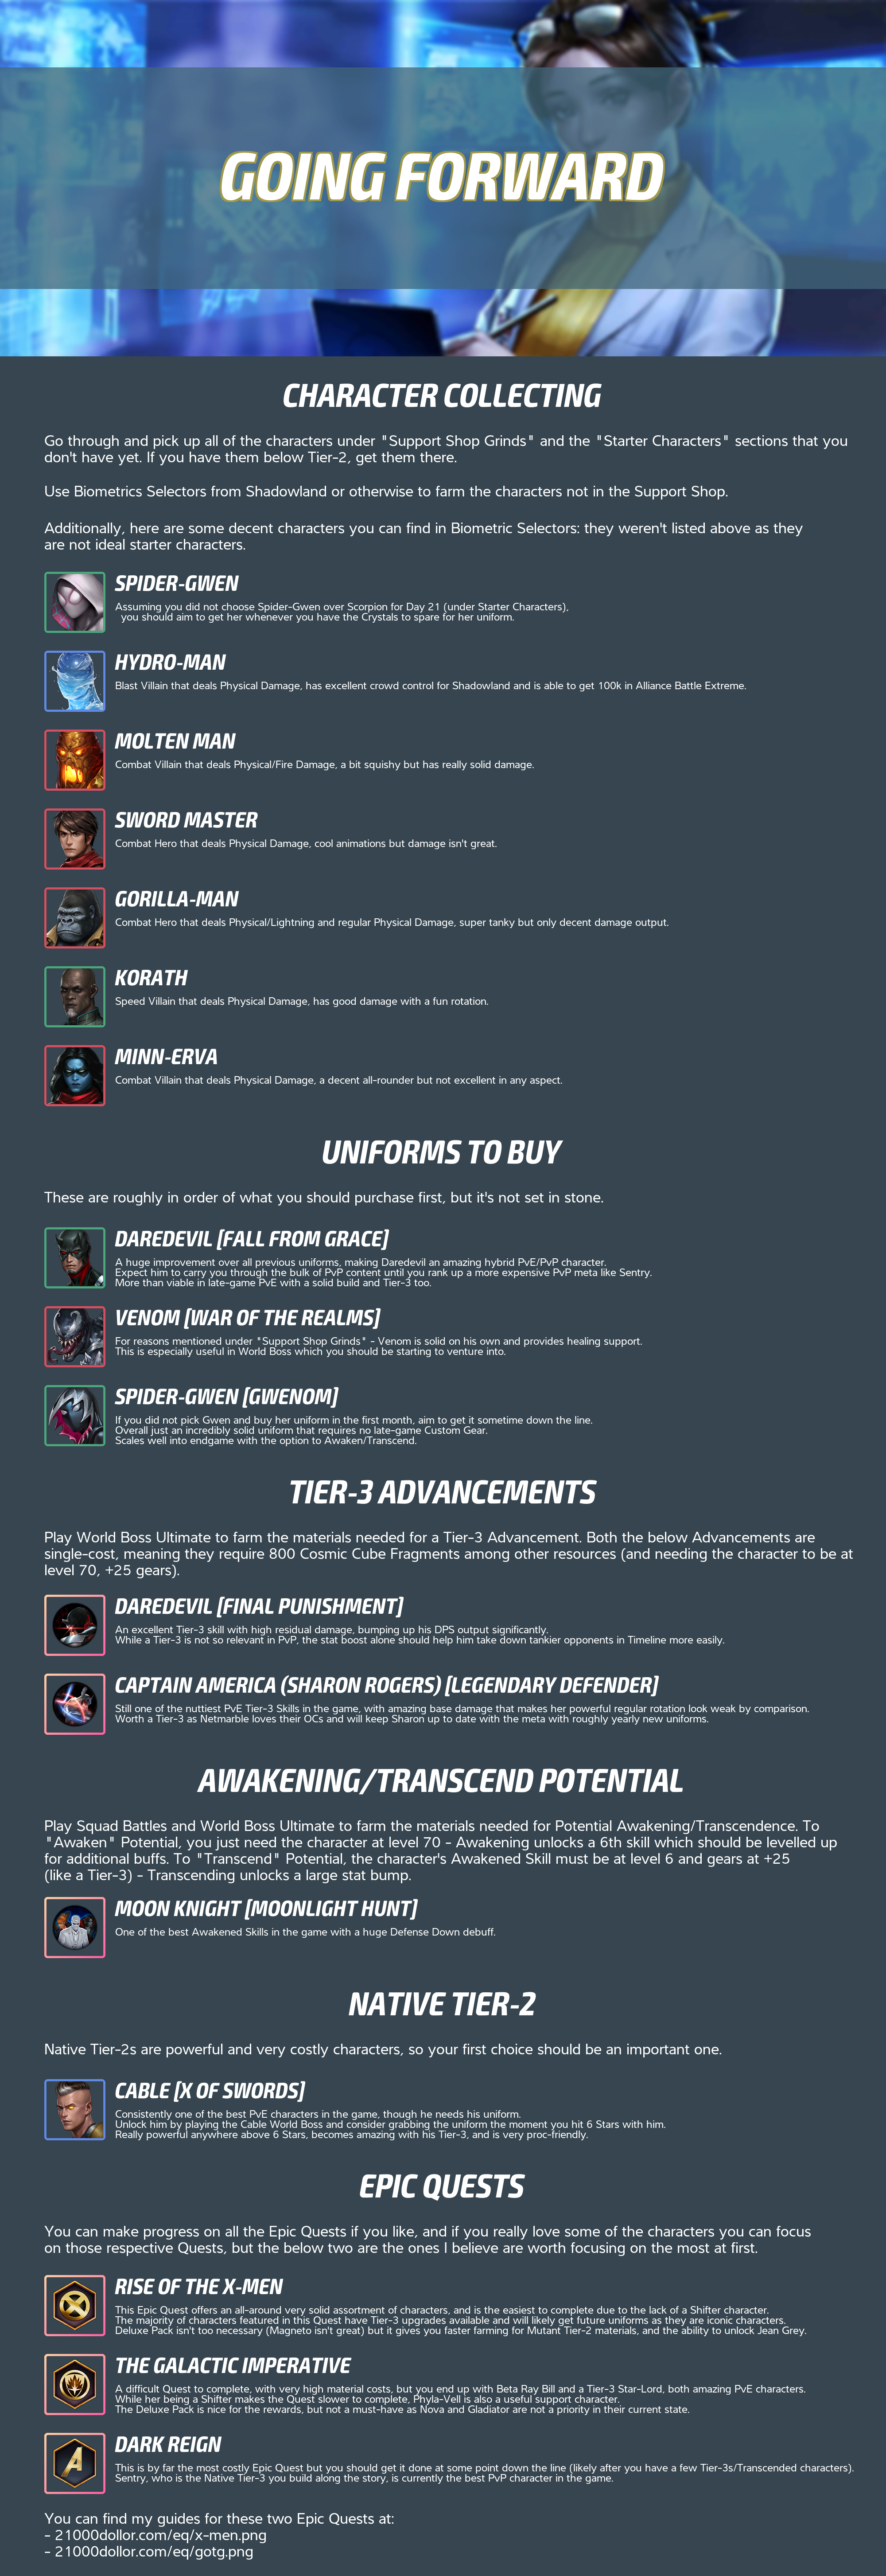 GOING FORWARD
CHARACTER COLLECTING
Go through and pick up all of the characters under "Support Shop Grinds" and the "Starter Characters" sections that you
don't have yet. If you have them below Tier-2, get them there.
Use Biometrics Selectors from Shadowland or otherwise to farm the characters not in the Support Shop.
Additionally, here are some decent characters you can find in Biometric Selectors: they weren't listed above as they
are not ideal starter characters.
SPIDER-GWEN
Assuming you did not choose Spider-Gwen over Scorpion for Day 21 (under Starter Characters),
you should aim to get her whenever you have the Crystals to spare for her uniform.
HYDRO-MAN
Blast Villain that deals Physical Damage, has excellent crowd control for Shadowland and is able to get 100k in Alliance Battle Extreme.
MOLTEN MAN
Combat Villain that deals Physical/Fire Damage, a bit squishy but has really solid damage.
SWORD MASTER
Combat Hero that deals Physical Damage, cool animations but damage isn't great.
GORILLA-MAN
Combat Hero that deals Physical/Lightning and regular Physical Damage, super tanky but only decent damage output.
KORATH
Speed Villain that deals Physical Damage, has good damage with a fun rotation.
MINN-ERVA
Combat Villain that deals Physical Damage, a decent all-rounder but not excellent in any aspect.
UNIFORMS TO BUY
These are roughly in order of what you should purchase first, but it's not set in stone.
DAREDEVIL [FALL FROM GRACE]
A huge improvement over all previous uniforms, making Daredevil an amazing hybrid PvE/PvP character.
Expect him to carry you through the bulk of PvP content until you rank up a more expensive PvP meta like Sentry.
More than viable in late-game PvE with a solid build and Tier-3 too.
VENOM [WAR OF THE REALMS]
For reasons mentioned under "Support Shop Grinds" - Venom is solid on his own and provides healing support.
This is especially useful in World Boss which you should be starting to venture into.
SPIDER-GWEN [GWENOM]
If you did not pick Gwen and buy her uniform in the first month, aim to get it sometime down the line.
Overall just an incredibly solid uniform that requires no late-game Custom Gear.
Scales well into endgame with the option to Awaken/Transcend.
TIER-3 ADVANCEMENTS
Play World Boss Ultimate to farm the materials needed for a Tier-3 Advancement. Both the below Advancements are
single-cost, meaning they require 800 Cosmic Cube Fragments among other resources (and needing the character to be at
level 70, +25 gears).
DAREDEVIL [FINAL PUNISHMENT]
An excellent Tier-3 skill with high residual damage, bumping up his DPS output significantly.
While a Tier-3 is not so relevant in PvP, the stat boost alone should help him take down tankier opponents in Timeline more easily.
CAPTAIN AMERICA (SHARON ROGERS) [LEGENDARY DEFENDER]
Still one of the nuttiest PvE Tier-3 Skills in the game, with amazing base damage that makes her powerful regular rotation look weak by comparison.
Worth a Tier-3 as Netmarble loves their OCs and will keep Sharon up to date with the meta with roughly yearly new uniforms.
AWAKENING/TRANSCEND POTENTIAL
Play Squad Battles and World Boss Ultimate to farm the materials needed for Potential Awakening/Transcendence. To
"Awaken" Potential, you just need the character at level 70 - Awakening unlocks a 6th skill which should be levelled up
for additional buffs. To "Transcend" Potential, the character's Awakened Skill must be at level 6 and gears at +25
(like a Tier-3) - Transcending unlocks a large stat bump.
MOON KNIGHT [MOONLIGHT HUNT]
One of the best Awakened Skills in the game with a huge Defense Down debuff.
NATIVE TIER-2
Native Tier-2s are powerful and very costly characters, so your first choice should be an important one.
CABLE [X OF SWORDS]
Consistently one of the best PvE characters in the game, though he needs his uniform.
Unlock him by playing the Cable World Boss and consider grabbing the uniform the moment you hit 6 Stars with him.
Really powerful anywhere above 6 Stars, becomes amazing with his Tier-3, and is very proc-friendly.
EPIC QUESTS
You can make progress on all the Epic Quests if you like, and if you really love some of the characters you can focus
on those respective Quests, but the below two are the ones I believe are worth focusing on the most at first.
RISE OF THE X-MEN
This Epic Quest offers an all-around very solid assortment of characters, and is the easiest to complete due to the lack of a Shifter character.
The majority of characters featured in this Quest have Tier-3 upgrades available and will likely get future uniforms as they are iconic characters.
Deluxe Pack isn't too necessary (Magneto isn't great) but it gives you faster farming for Mutant Tier-2 materials, and the ability to unlock Jean Grey.
THE GALACTIC IMPERATIVE
A difficult Quest to complete, with very high material costs, but you end up with Beta Ray Bill and a Tier-3 Star-Lord, both amazing PvE characters.
While her being a Shifter makes the Quest slower to complete, Phyla-Vell is also a useful support character.
The Deluxe Pack is nice for the rewards, but not a must-have as Nova and Gladiator are not a priority in their current state.
DARK REIGN
This is by far the most costly Epic Quest but you should get it done at some point down the line (likely after you have a few Tier-3s/Transcended characters).
Sentry, who is the Native Tier-3 you build along the story, is currently the best PvP character in the game.
You can find my guides for these two Epic Quests at:
- 21000dollor.com/eq/x-men.png
- 21000dollor.com/eq/gotg.png